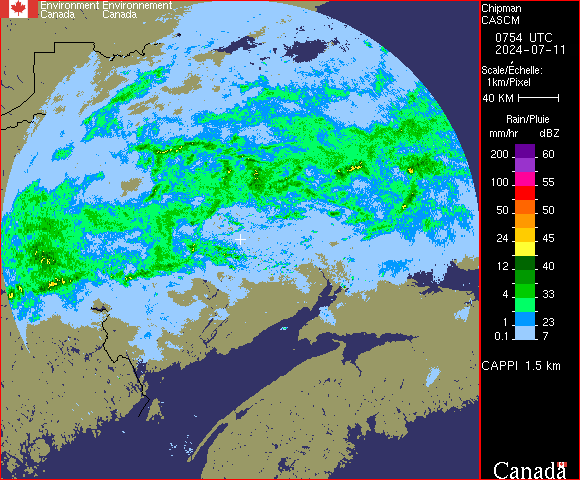 Environment Environnement
Canada Canada
Chipman
CASCM
0754 UTC
2024-07-11
Scale/Échelle:
1km/Pixel
40 KM
Rain/Pluie
mm/hr dBZ
200 60
100 55
50 50
24 45
12 40
4 33
1 23
0.1 7
CAPPI 1.5 km
Canada